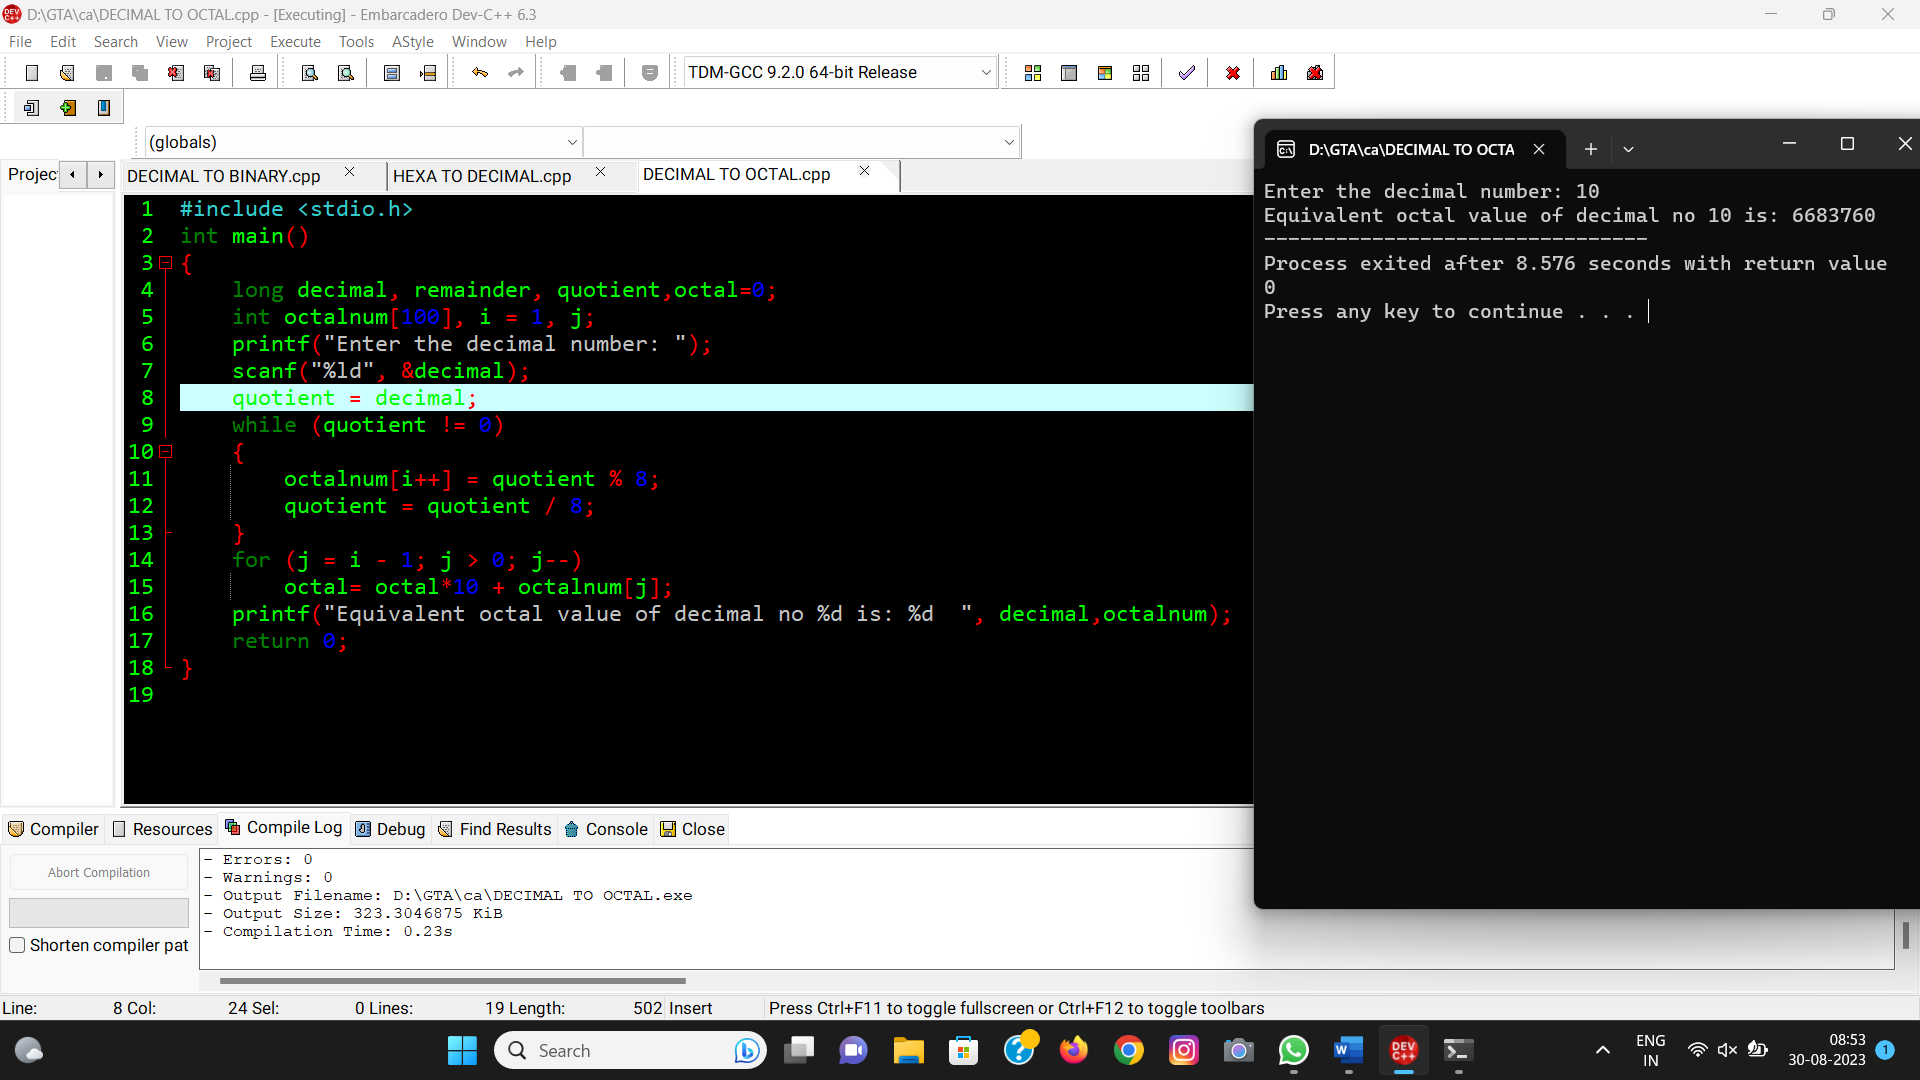 D:\GTA\ca\DECIMAL TO OCTAL.cpp - [Executing] - Embarcadero Dev-C++ 6.3
File Edit Search View Project Execute Tools AStyle Window Help
TDM-GCC 9.2.0 64-bit Release
(globals)
Projec DECIMAL TO BINARY.cpp HEXA TO DECIMAL.cpp DECIMAL TO OCTAL.cpp
1 #include <stdio.h>
2 int main()
3 {
4 long decimal, remainder, quotient,octal=0;
5 int octalnum[100], i = 1, j;
6 printf("Enter the decimal number: ");
7 scanf("%ld", &decimal);
8 quotient = decimal;
9 while (quotient != 0)
10 {
11 octalnum[i++] = quotient % 8;
12 quotient = quotient / 8;
13 }
14 for (j = i - 1; j > 0; j--)
15 octal= octal*10 + octalnum[j];
16 printf("Equivalent octal value of decimal no %d is: %d  ", decimal,octalnum);
17 return 0;
18 }
19
D:\GTA\ca\DECIMAL TO OCTA
Enter the decimal number: 10
Equivalent octal value of decimal no 10 is: 6683760
--------------------------------
Process exited after 8.576 seconds with return value
0
Press any key to continue . . .
Compiler Resources Compile Log Debug Find Results Console Close
Abort Compilation
Shorten compiler pat
- Errors: 0
- Warnings: 0
- Output Filename: D:\GTA\ca\DECIMAL TO OCTAL.exe
- Output Size: 323.3046875 KiB
- Compilation Time: 0.23s
Line: 8 Col: 24 Sel: 0 Lines: 19 Length: 502 Insert Press Ctrl+F11 to toggle fullscreen or Ctrl+F12 to toggle toolbars
Search
DEV C++
ENG
IN
08:53
30-08-2023
1